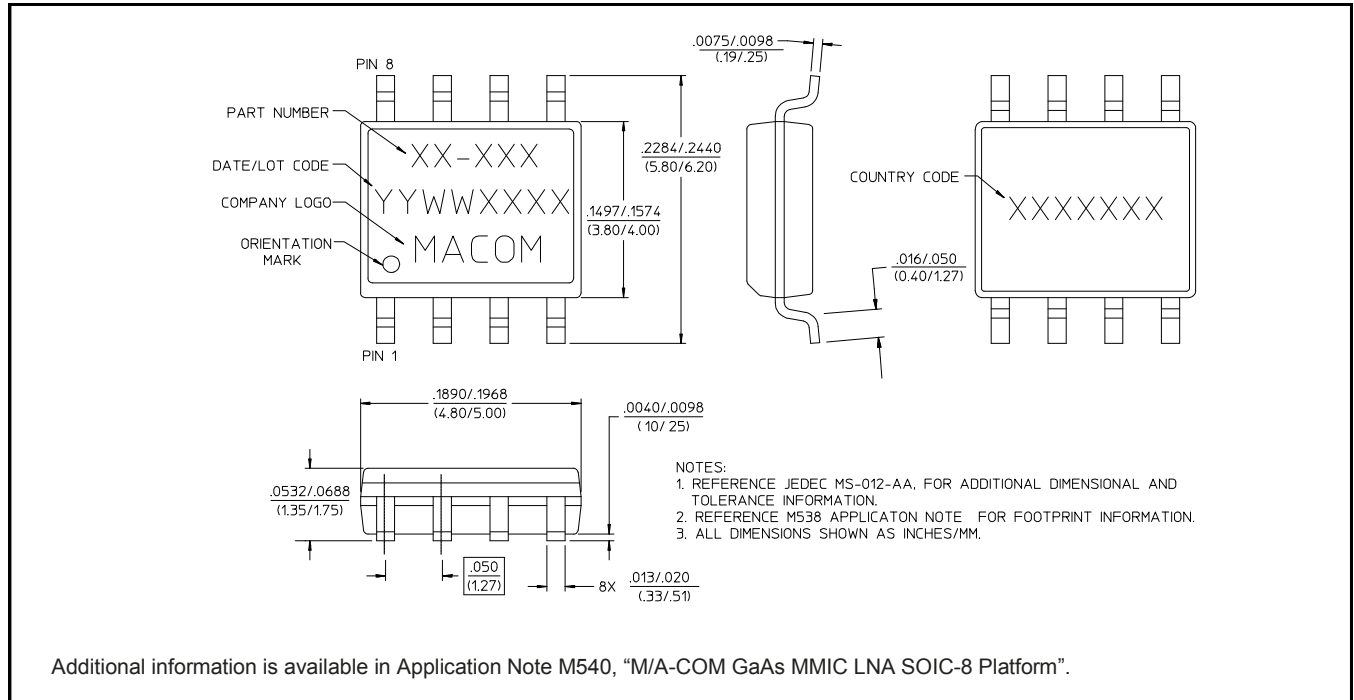 PIN 8
PART NUMBER
XX-XXX
DATE/LOT CODE
YYWWXXXX
COMPANY LOGO
MACOM
ORIENTATION
MARK
PIN 1
.2284/.2440
(5.80/6.20)
.1497/.1574
(3.80/4.00)
.0075/.0098
(.19/.25)
.016/.050
(0.40/1.27)
COUNTRY CODE
XXXXXXX
.1890/.1968
(4.80/5.00)
.0040/.0098
( 10/ 25)
.0532/.0688
(1.35/1.75)
.050
(1.27)
8X .013/.020
(.33/.51)
NOTES:
1. REFERENCE JEDEC MS-012-AA, FOR ADDITIONAL DIMENSIONAL AND
TOLERANCE INFORMATION.
2. REFERENCE M538 APPLICATON NOTE FOR FOOTPRINT INFORMATION.
3. ALL DIMENSIONS SHOWN AS INCHES/MM.
Additional information is available in Application Note M540, “M/A-COM GaAs MMIC LNA SOIC-8 Platform”.